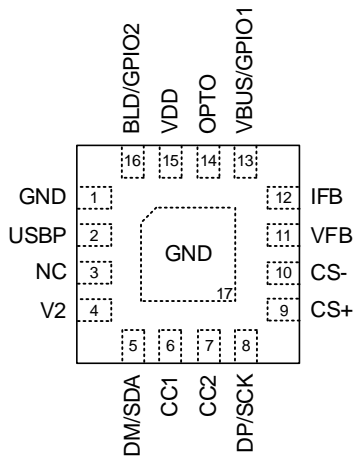 BLD/GPIO2
VDD
OPTO
VBUS/GPIO1
16
15
14
13
GND 1
12 IFB
USBP 2
11 VFB
NC 3
10 CS-
V2 4
9 CS+
GND
17
5
6
7
8
DM/SDA
CC1
CC2
DP/SCK